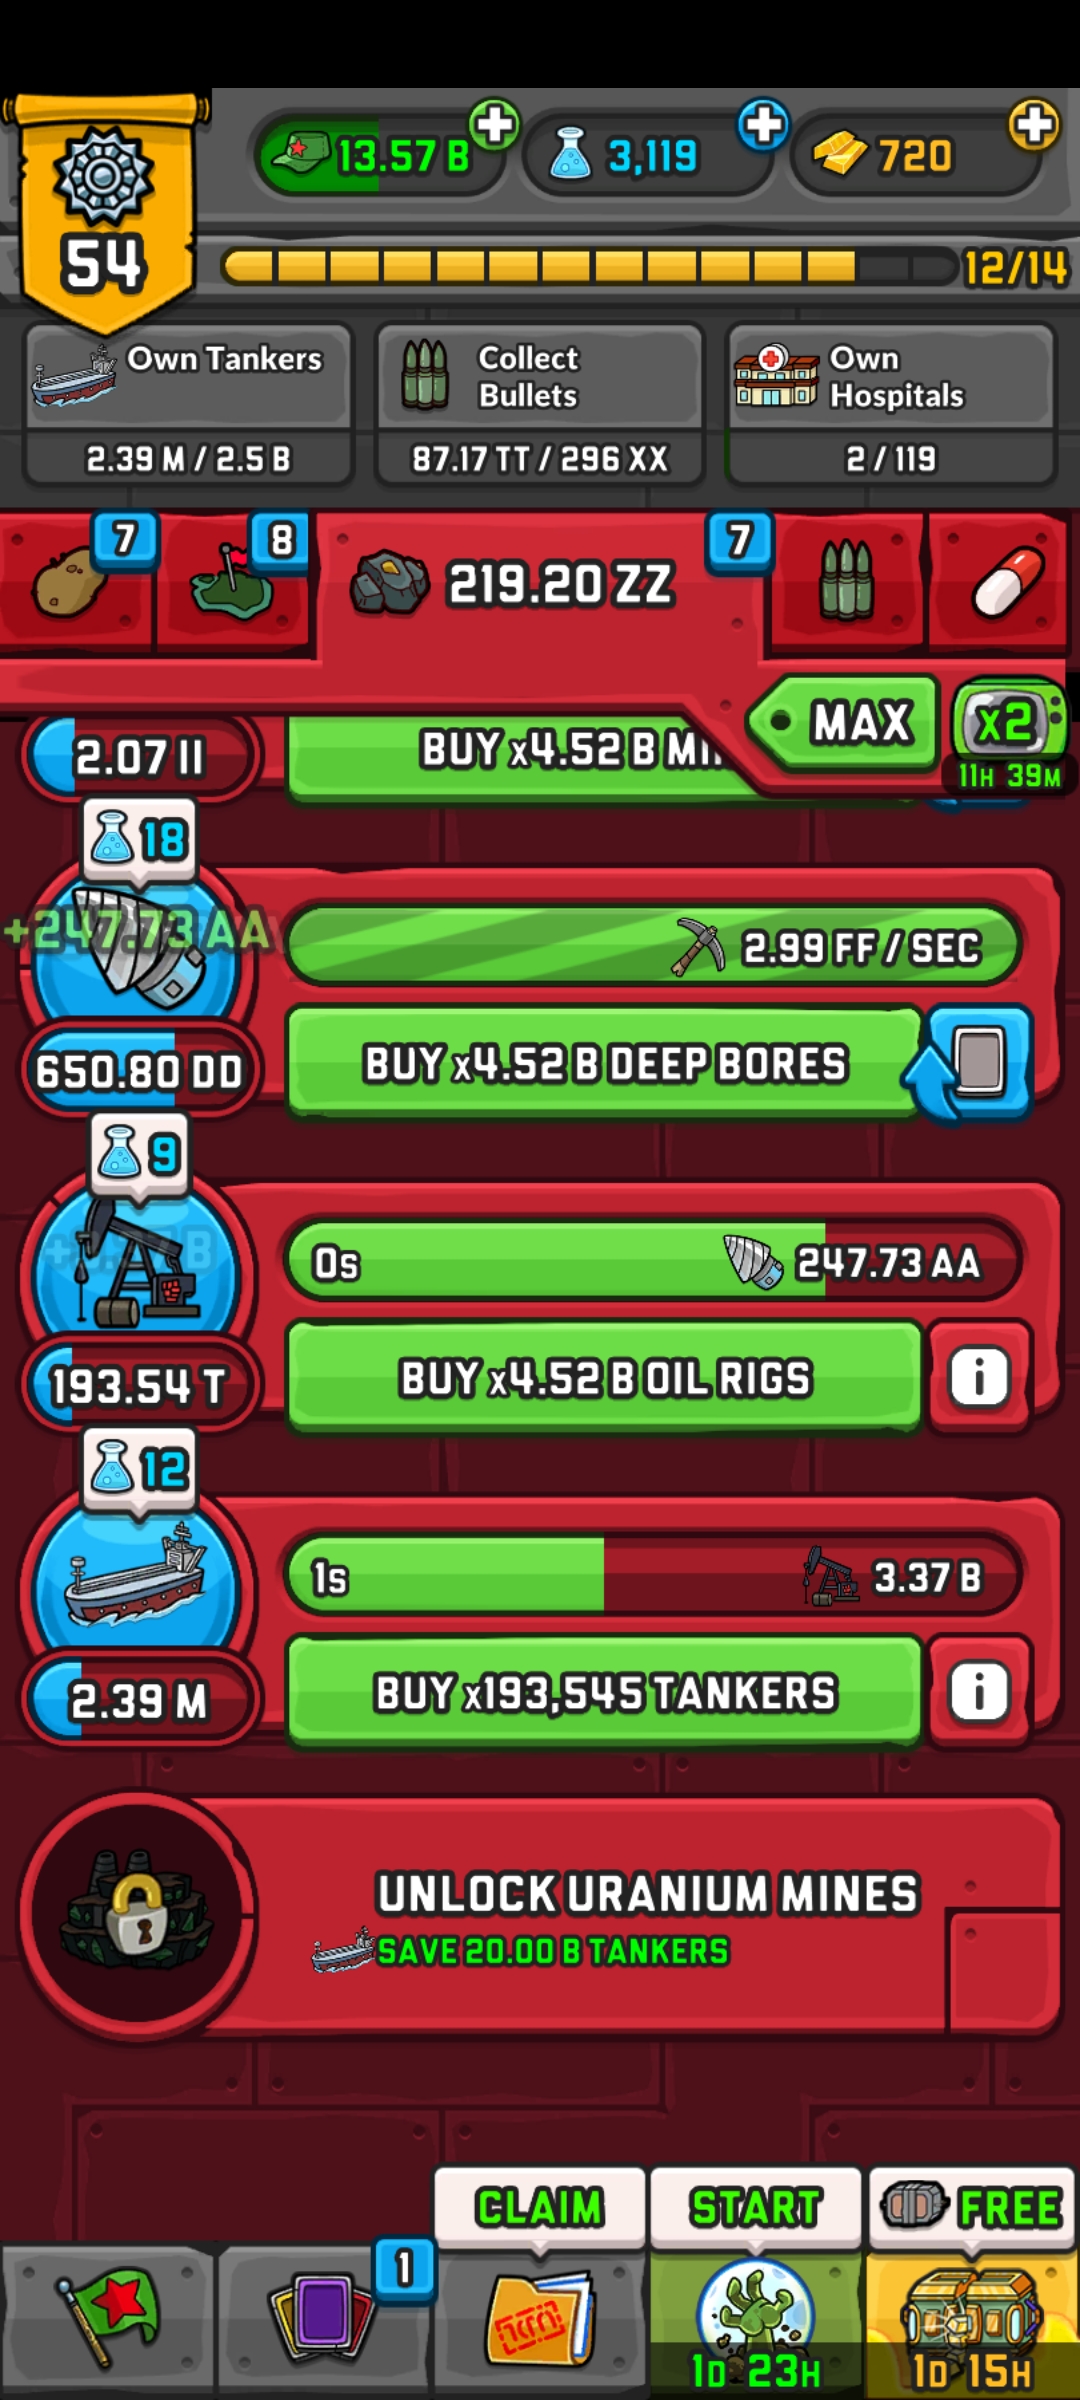 54
13.57 B
3,119
720
12/14
Own Tankers
2.39 M / 2.5 B
Collect
Bullets
87.17 TT / 296 XX
Own
Hospitals
2 / 119
7
8
219.20 ZZ
7
MAX
x2
11H 39M
2.07 II
BUY x4.52 B
18
+247.73 AA
2.99 FF / SEC
650.80 DD
BUY x4.52 B DEEP BORES
9
0s
247.73 AA
193.54 T
BUY x4.52 B OIL RIGS
i
12
1s
3.37 B
2.39 M
BUY x193,545 TANKERS
i
UNLOCK URANIUM MINES
SAVE 20.00 B TANKERS
CLAIM
START
FREE
1
1D 23H
1D 15H